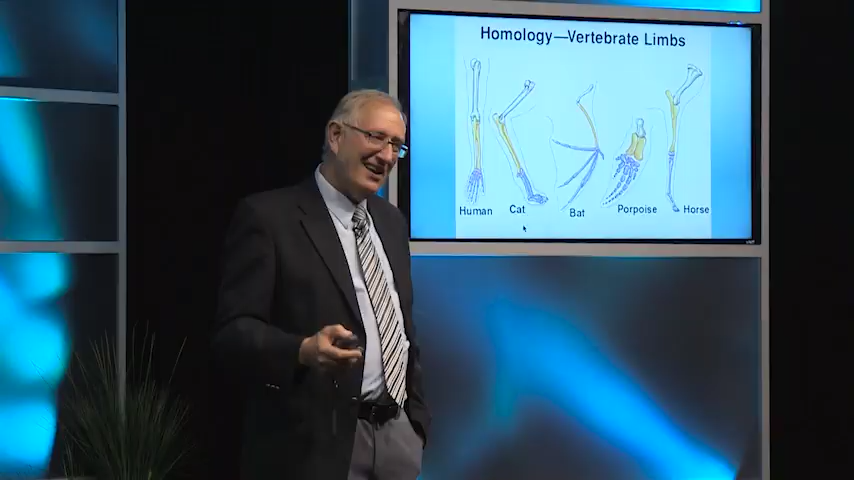 Homology—Vertebrate Limbs
Human
Cat
Bat
Porpoise
Horse